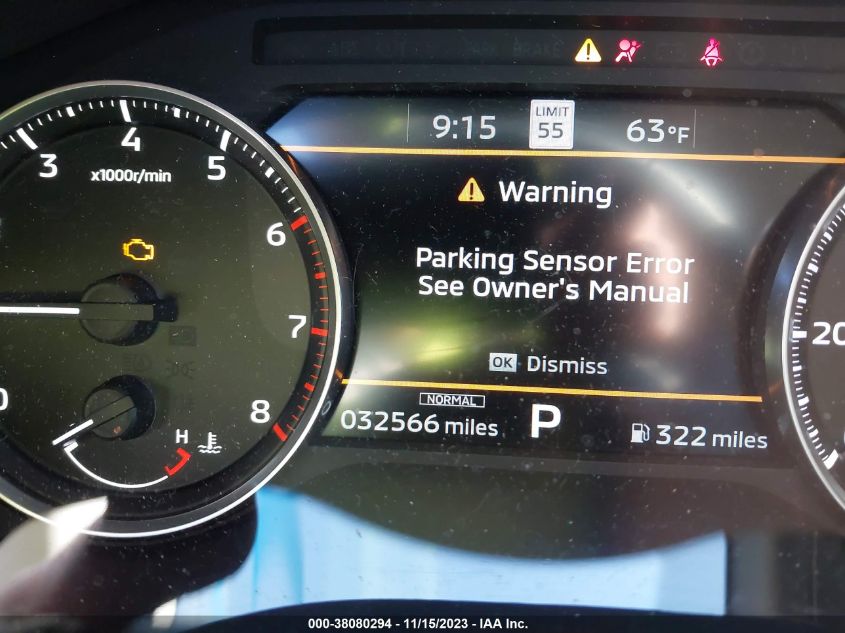 9:15
LIMIT
55
63°F
Warning
Parking Sensor Error
See Owner's Manual
OK Dismiss
NORMAL
032566 miles
P
322 miles
3
4
5
6
7
8
x1000r/min
H
0
20
000-38080294 - 11/15/2023 - IAA Inc.